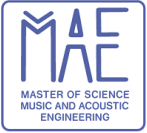 MAE
MASTER OF SCIENCE
MUSIC AND ACOUSTIC
ENGINEERING